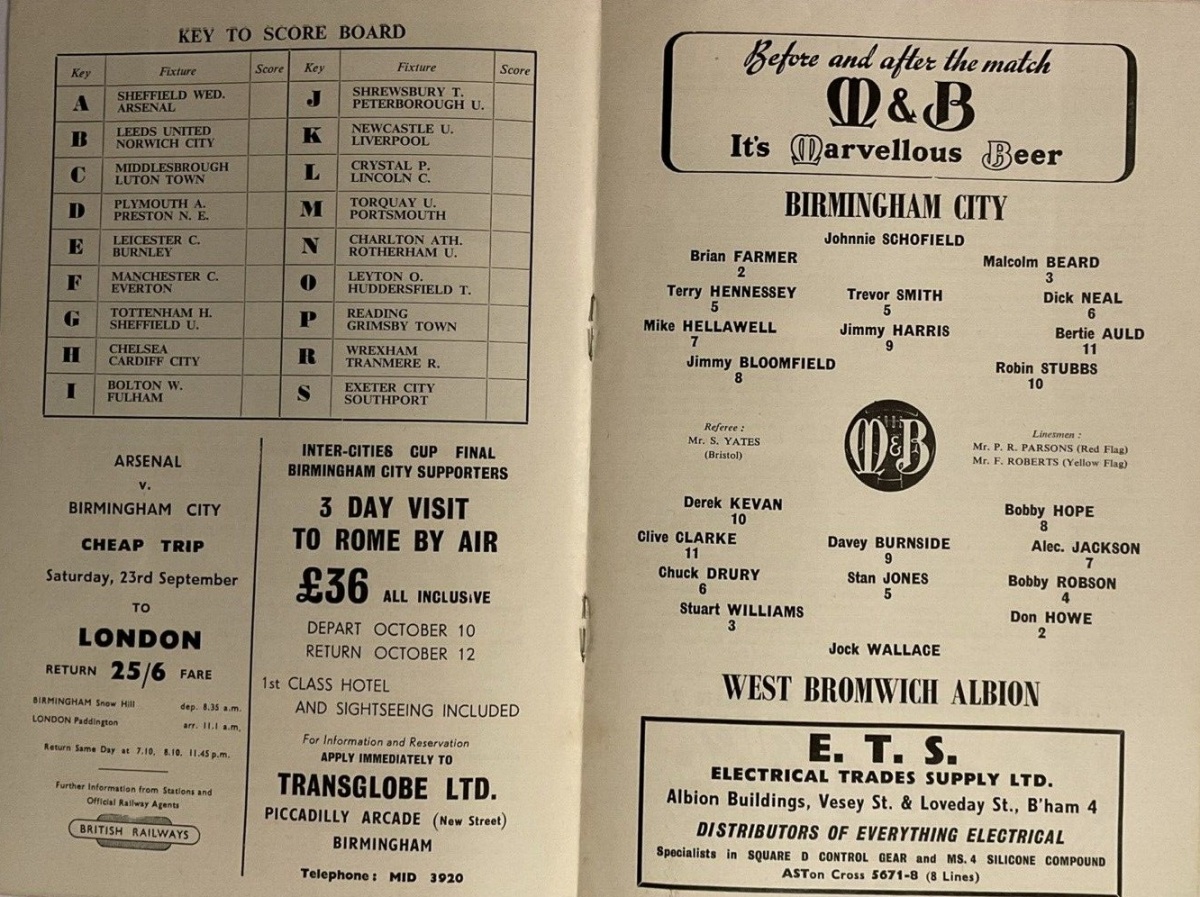 KEY TO SCORE BOARD
Key Fixture Score Key Fixture Score
A SHEFFIELD WED. ARSENAL J SHREWSBURY T. PETERBOROUGH U.
B LEEDS UNITED NORWICH CITY K NEWCASTLE U. LIVERPOOL
C MIDDLESBROUGH LUTON TOWN L CRYSTAL P. LINCOLN C.
D PLYMOUTH A. PRESTON N. E. M TORQUAY U. PORTSMOUTH
E LEICESTER C. BURNLEY N CHARLTON ATH. ROTHERHAM U.
F MANCHESTER C. EVERTON O LEYTON O. HUDDERSFIELD T.
G TOTTENHAM H. SHEFFIELD U. P READING GRIMSBY TOWN
H CHELSEA CARDIFF CITY R WREXHAM TRANMERE R.
I BOLTON W. FULHAM S EXETER CITY SOUTHPORT
ARSENAL
v.
BIRMINGHAM CITY
CHEAP TRIP
Saturday, 23rd September
TO
LONDON
RETURN 25/6 FARE
BIRMINGHAM Snow Hill dep. 8.35 a.m.
LONDON Paddington arr. 11.1 a.m.
Return Same Day at 7.10, 8.10, 11.45 p.m.
Further Information from Stations and
Official Railway Agents
BRITISH RAILWAYS
INTER-CITIES CUP FINAL
BIRMINGHAM CITY SUPPORTERS
3 DAY VISIT
TO ROME BY AIR
£36 ALL INCLUSIVE
DEPART OCTOBER 10
RETURN OCTOBER 12
1st CLASS HOTEL
AND SIGHTSEEING INCLUDED
For Information and Reservation
APPLY IMMEDIATELY TO
TRANSGLOBE LTD.
PICCADILLY ARCADE (New Street)
BIRMINGHAM
Telephone: MID 3920
Before and after the match
M&B
It's Marvellous Beer
BIRMINGHAM CITY
Johnnie SCHOFIELD
Brian FARMER Malcolm BEARD
2 3
Terry HENNESSEY Trevor SMITH Dick NEAL
5 5 6
Mike HELLAWELL Jimmy HARRIS Bertie AULD
7 9 11
Jimmy BLOOMFIELD Robin STUBBS
8 10
Referee :
Mr. S. YATES
(Bristol)
M&B
Linesmen :
Mr. P. R. PARSONS (Red Flag)
Mr. F. ROBERTS (Yellow Flag)
Derek KEVAN Bobby HOPE
10 8
Clive CLARKE Davey BURNSIDE Alec. JACKSON
11 9 7
Chuck DRURY Stan JONES Bobby ROBSON
6 5 4
Stuart WILLIAMS Don HOWE
3 2
Jock WALLACE
WEST BROMWICH ALBION
E. T. S.
ELECTRICAL TRADES SUPPLY LTD.
Albion Buildings, Vesey St. & Loveday St., B'ham 4
DISTRIBUTORS OF EVERYTHING ELECTRICAL
Specialists in SQUARE D CONTROL GEAR and MS.4 SILICONE COMPOUND
ASTon Cross 5671-8 (8 Lines)